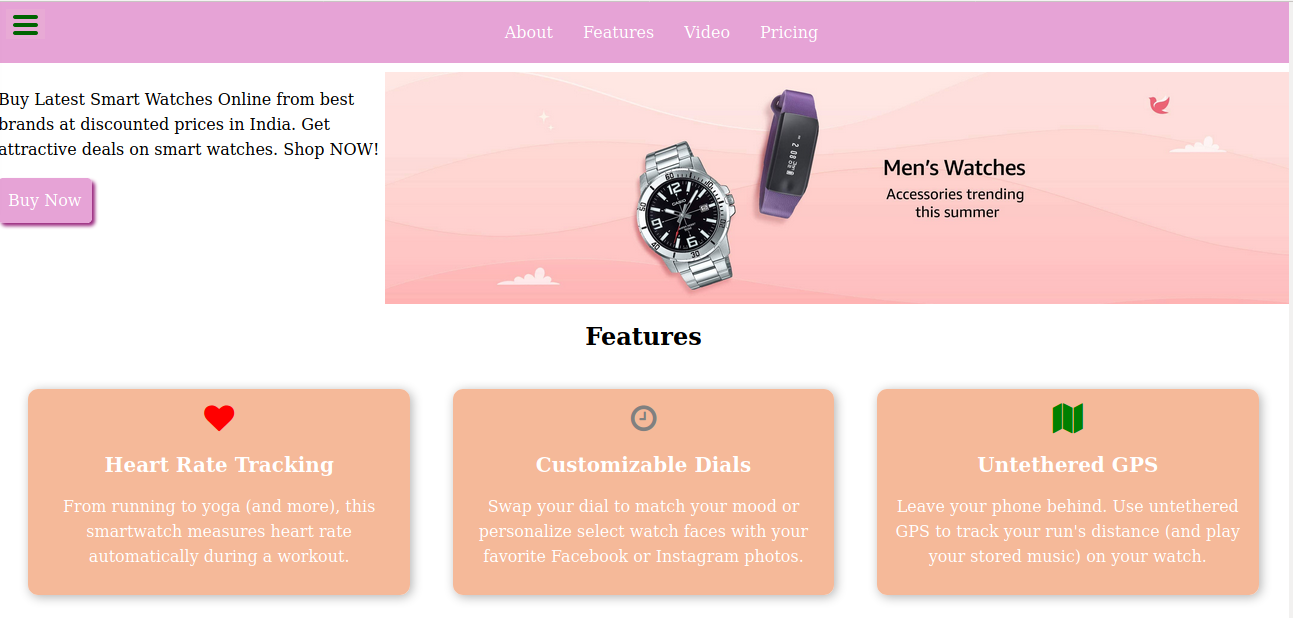 About Features Video Pricing
Buy Latest Smart Watches Online from best
brands at discounted prices in India. Get
attractive deals on smart watches. Shop NOW!
Buy Now
CASIO
Men's Watches
Accessories trending
this summer
Features
Heart Rate Tracking
From running to yoga (and more), this
smartwatch measures heart rate
automatically during a workout.
Customizable Dials
Swap your dial to match your mood or
personalize select watch faces with your
favorite Facebook or Instagram photos.
Untethered GPS
Leave your phone behind. Use untethered
GPS to track your run's distance (and play
your stored music) on your watch.